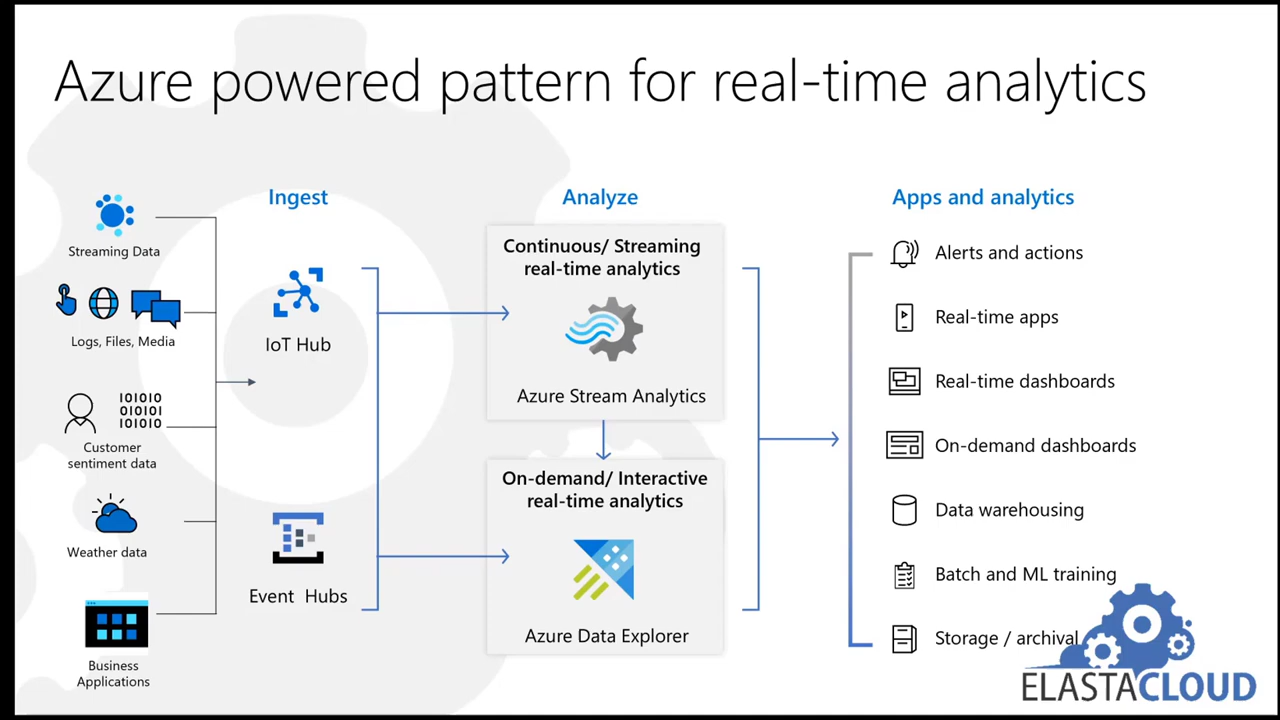 Azure powered pattern for real-time analytics
Streaming Data
Logs, Files, Media
101010
010101
101010
Customer
sentiment data
Weather data
Business
Applications
Ingest
IoT Hub
Event Hubs
Analyze
Continuous/ Streaming
real-time analytics
Azure Stream Analytics
On-demand/ Interactive
real-time analytics
Azure Data Explorer
Apps and analytics
Alerts and actions
Real-time apps
Real-time dashboards
On-demand dashboards
Data warehousing
Batch and ML training
Storage / archival
ELASTACLOUD